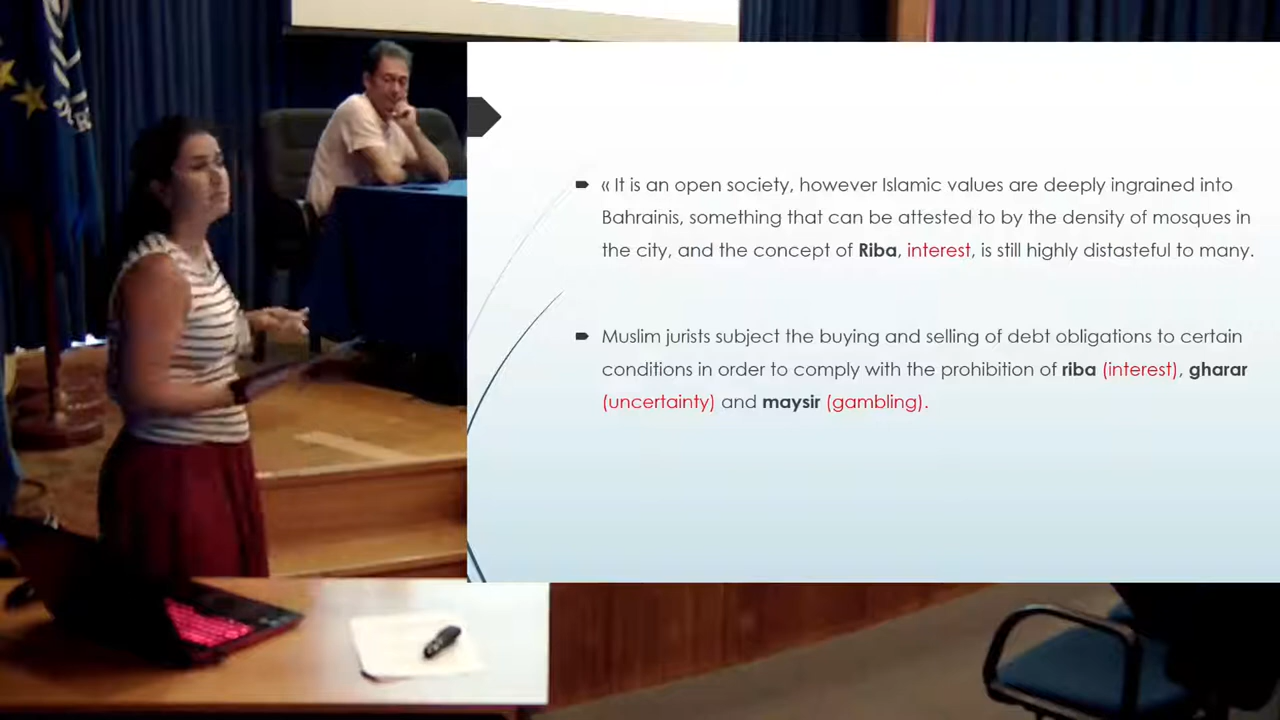 « It is an open society, however Islamic values are deeply ingrained into
Bahrainis, something that can be attested to by the density of mosques in
the city, and the concept of Riba, interest, is still highly distasteful to many.
Muslim jurists subject the buying and selling of debt obligations to certain
conditions in order to comply with the prohibition of riba (interest), gharar
(uncertainty) and maysir (gambling).